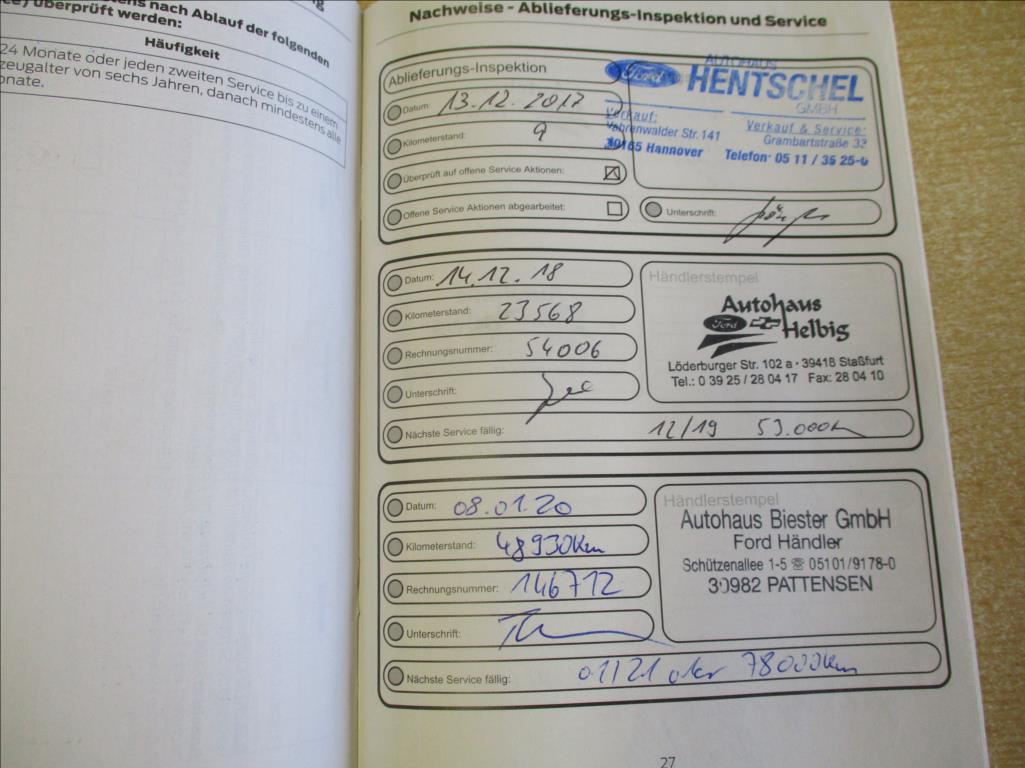 nach Ablauf der folgenden
überprüft werden:
Häufigkeit
24 Monate oder jeden zweiten Service bis zu einem
zeugalter von sechs Jahren, danach mindestens alle
onate.
Nachweise - Ablieferungs-Inspektion und Service
Ablieferungs-Inspektion
Datum: 13.12.2017
Kilometerstand: 9
Überprüft auf offene Service Aktionen:
Offene Service Aktionen abgearbeitet:
AUTOHAUS
Ford HENTSCHEL
GMBH
Verkauf:
Vahrenwalder Str. 141
30165 Hannover
Verkauf & Service:
Grambartstraße 32
Telefon 05 11 / 35 25-0
Unterschrift:
Datum: 14.12.18
Kilometerstand: 23568
Rechnungsnummer: 54006
Unterschrift:
Nächste Service fällig: 12/19 53.000km
Händlerstempel
Autohaus
Ford Helbig
Löderburger Str. 102 a · 39418 Staßfurt
Tel.: 0 39 25 / 28 04 17 Fax: 28 04 10
Datum: 08.01.20
Kilometerstand: 48930km
Rechnungsnummer: 146712
Unterschrift:
Nächste Service fällig: 01/21 oder 78000km
Händlerstempel
Autohaus Biester GmbH
Ford Händler
Schützenallee 1-5 ☏ 05101/9178-0
30982 PATTENSEN
27